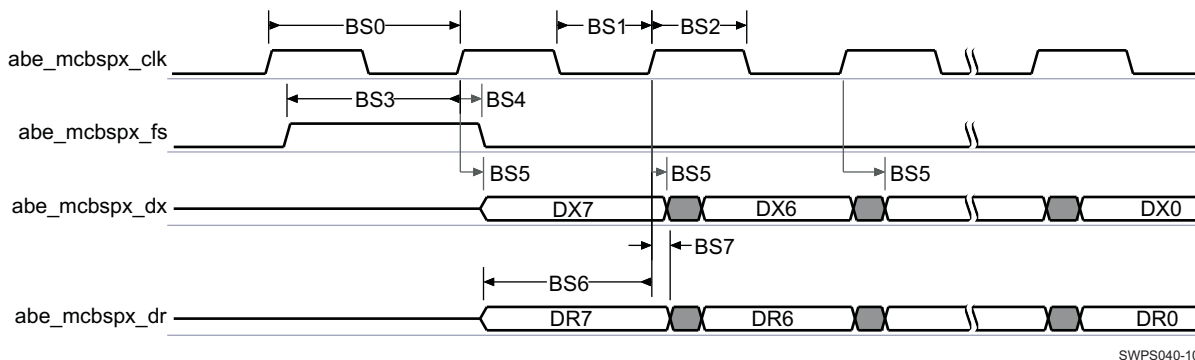 BS0
BS1
BS2
abe_mcbspx_clk
BS3
BS4
abe_mcbspx_fs
BS5
BS5
BS5
abe_mcbspx_dx
DX7
DX6
DX0
BS7
BS6
abe_mcbspx_dr
DR7
DR6
DR0